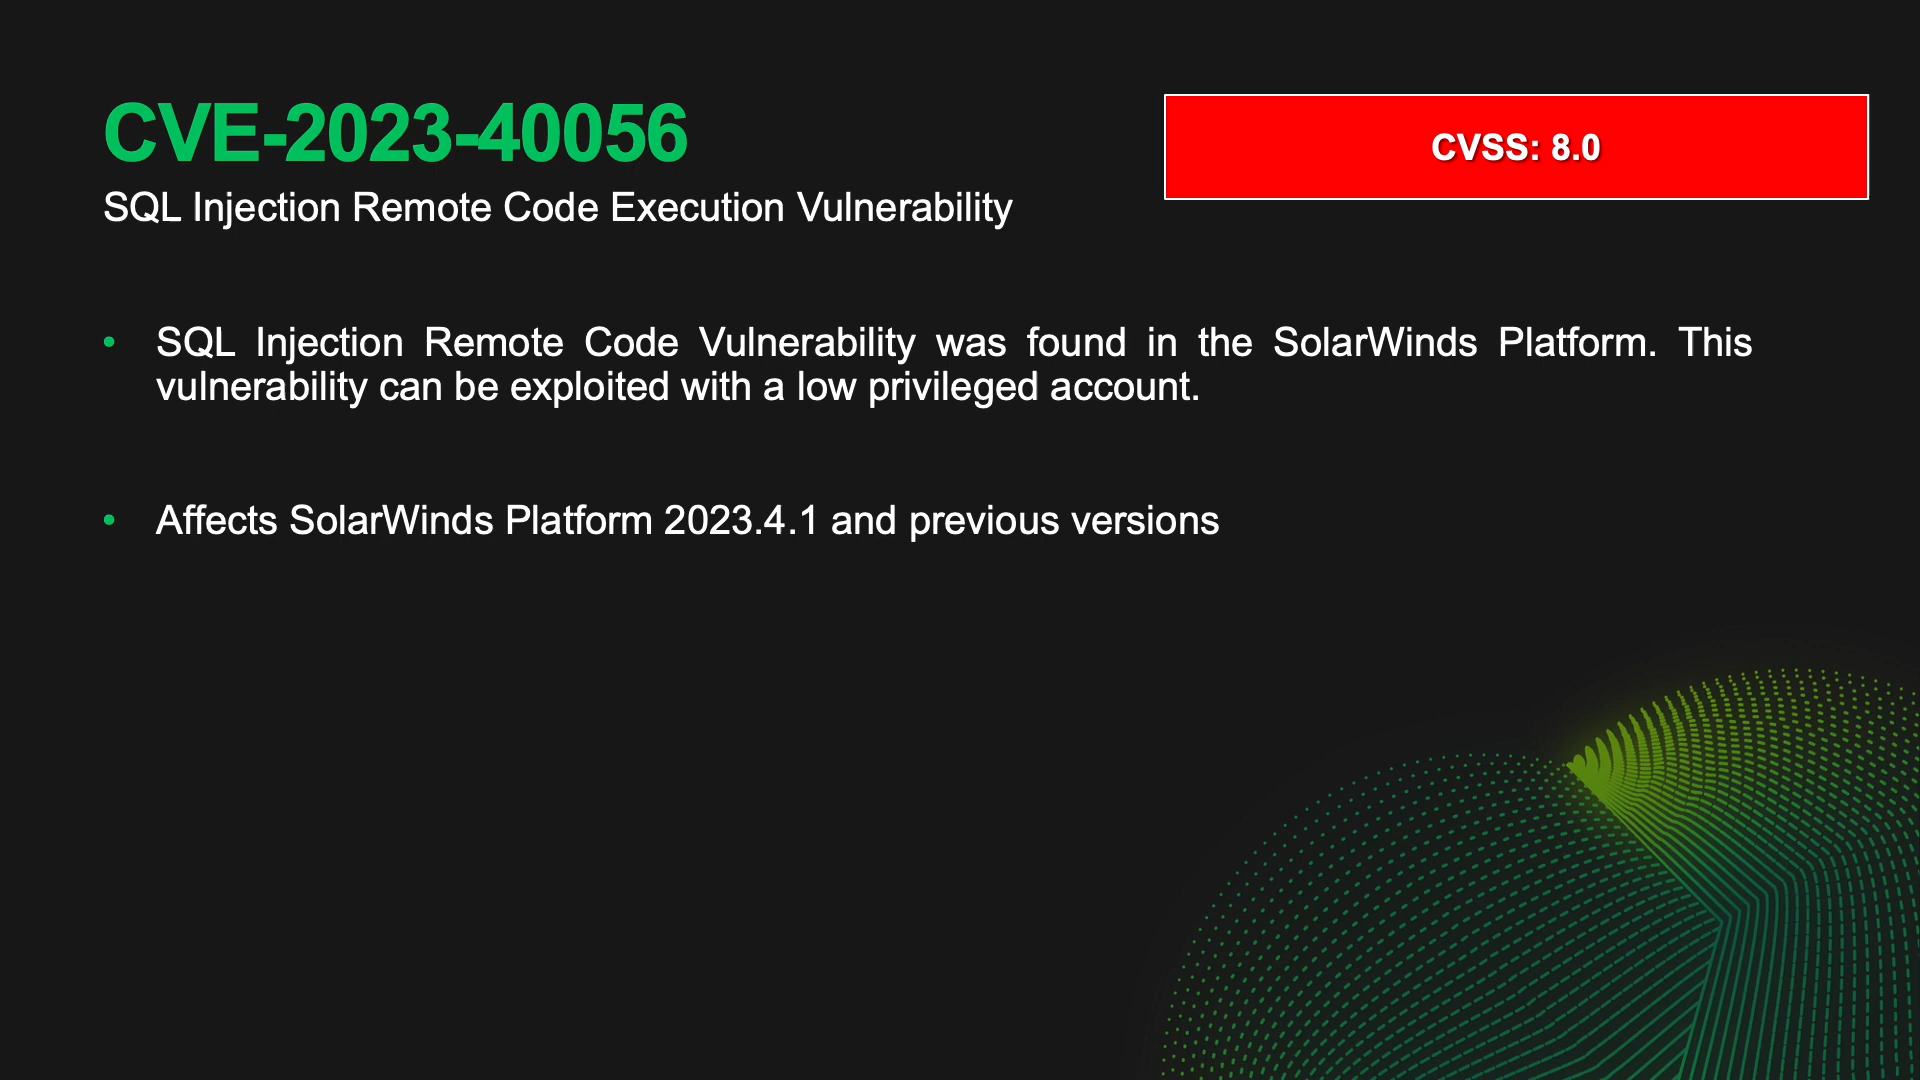 CVE-2023-40056
CVSS: 8.0
SQL Injection Remote Code Execution Vulnerability
• SQL Injection Remote Code Vulnerability was found in the SolarWinds Platform. This
vulnerability can be exploited with a low privileged account.
• Affects SolarWinds Platform 2023.4.1 and previous versions